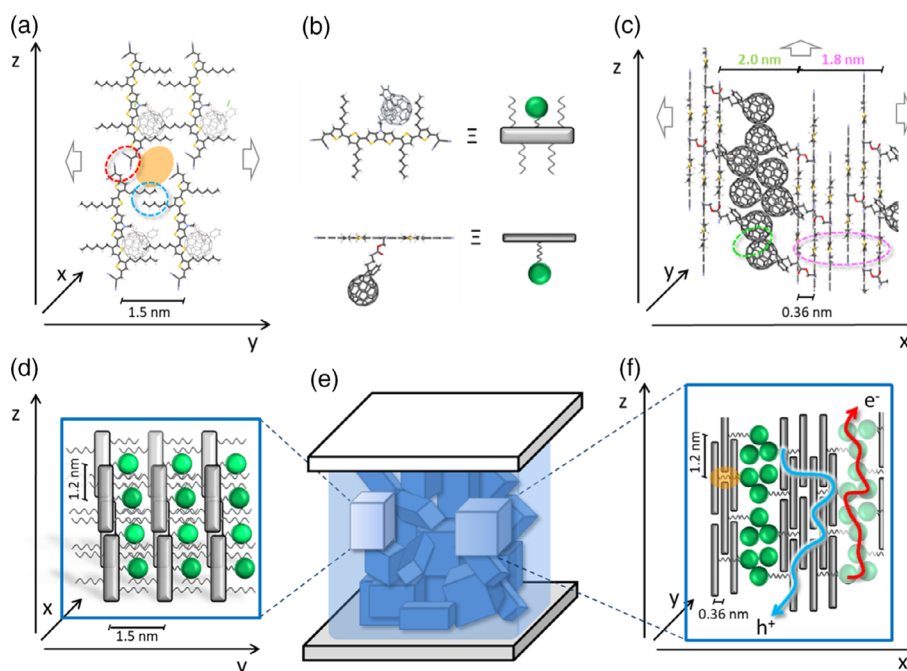 (a)
z
x
1.5 nm
y
(b)
Ξ
Ξ
(c)
z
2.0 nm
1.8 nm
y
0.36 nm
x
(d)
z
1.2 nm
x
1.5 nm
y
(e)
(f)
z
e-
1.2 nm
y
0.36 nm
h+
x